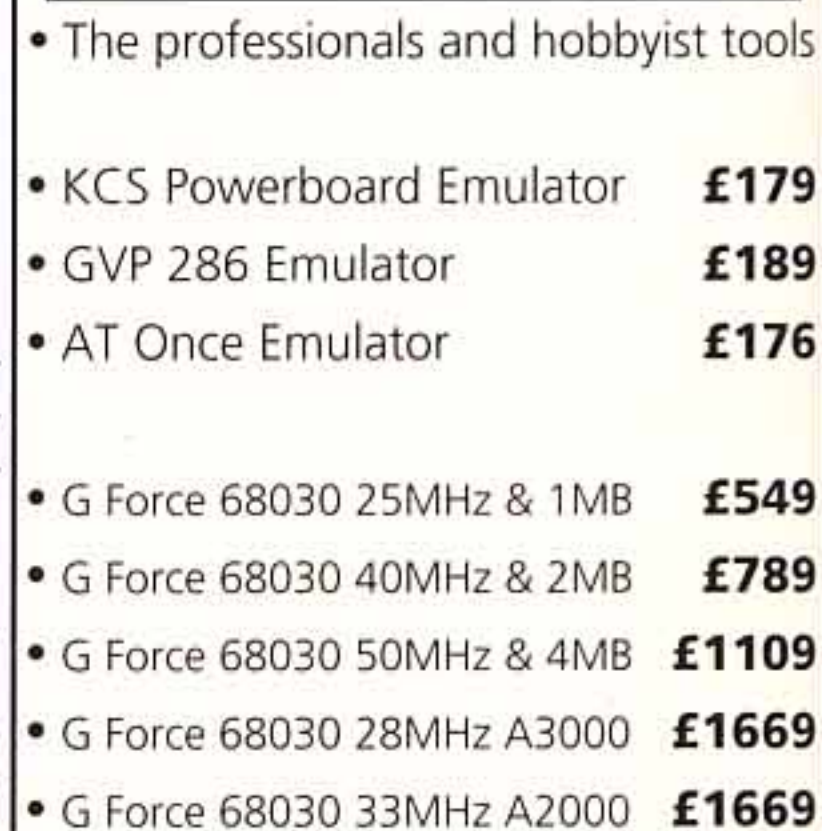 • The professionals and hobbyist tools
• KCS Powerboard Emulator £179
• GVP 286 Emulator £189
• AT Once Emulator £176
• G Force 68030 25MHz & 1MB £549
• G Force 68030 40MHz & 2MB £789
• G Force 68030 50MHz & 4MB £1109
• G Force 68030 28MHz A3000 £1669
• G Force 68030 33MHz A2000 £1669